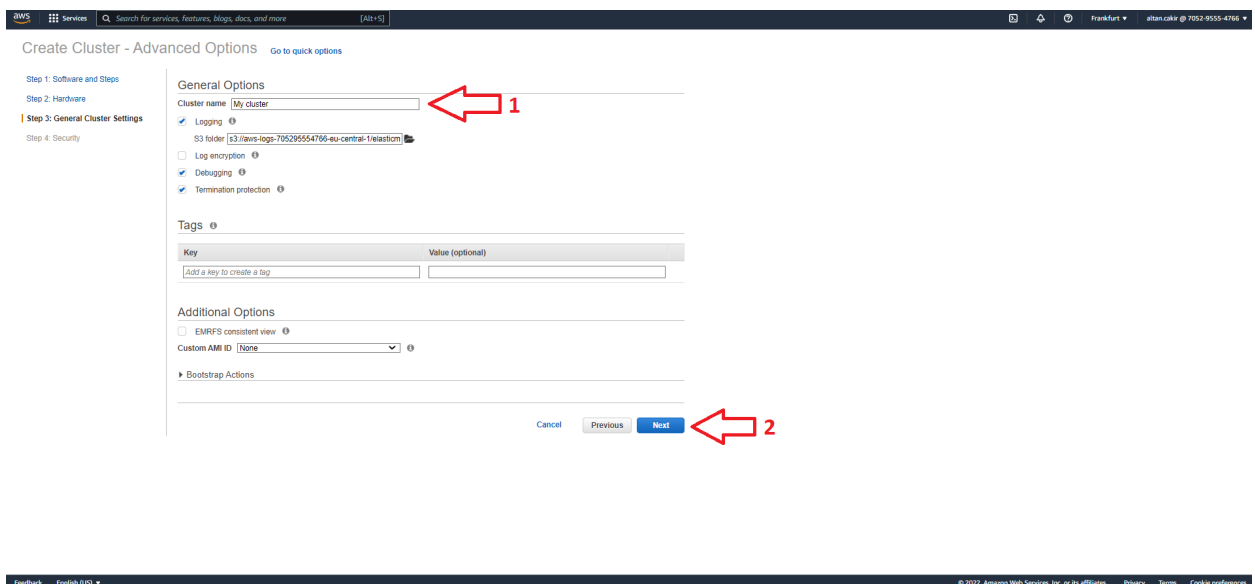 aws Services Search for services, features, blogs, docs, and more [Alt+S] Frankfurt altan.cakir @ 7052-9555-4766
Create Cluster - Advanced Options Go to quick options
Step 1: Software and Steps
Step 2: Hardware
Step 3: General Cluster Settings
Step 4: Security
General Options
Cluster name My cluster
1
Logging
S3 folder s3://aws-logs-705295554766-eu-central-1/elasticm
Log encryption
Debugging
Termination protection
Tags
Key Value (optional)
Add a key to create a tag
Additional Options
EMRFS consistent view
Custom AMI ID None
Bootstrap Actions
Cancel Previous Next
2
Feedback English (US) © 2022, Amazon Web Services, Inc. or its affiliates. Privacy Terms Cookie preferences